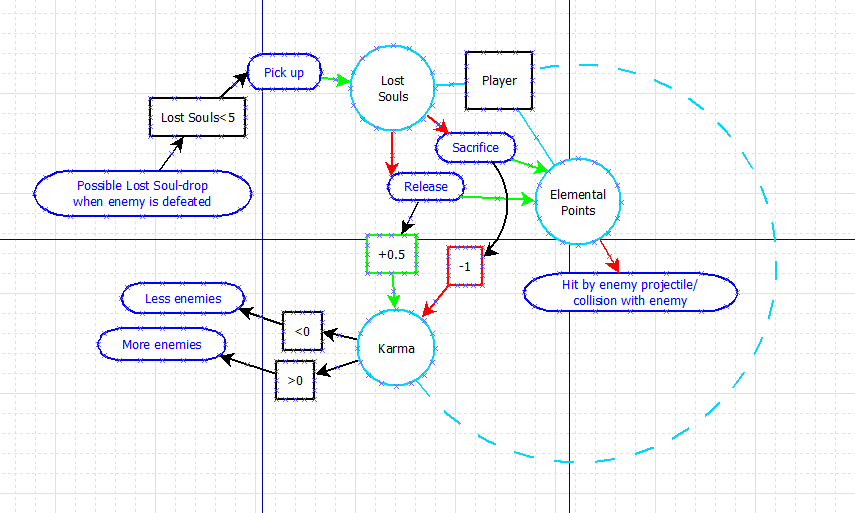 Pick up
Lost
Souls
Player
Lost Souls<5
Sacrifice
Possible Lost Soul-drop
when enemy is defeated
Release
Elemental
Points
+0.5
-1
Hit by enemy projectile/
collision with enemy
Less enemies
<0
More enemies
Karma
>0